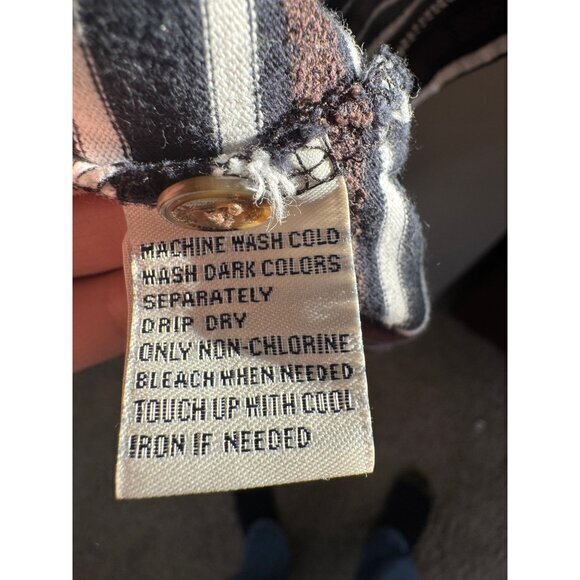 MACHINE WASH COLD
WASH DARK COLORS
SEPARATELY
DRIP DRY
ONLY NON-CHLORINE
BLEACH WHEN NEEDED
TOUCH UP WITH COOL
IRON IF NEEDED